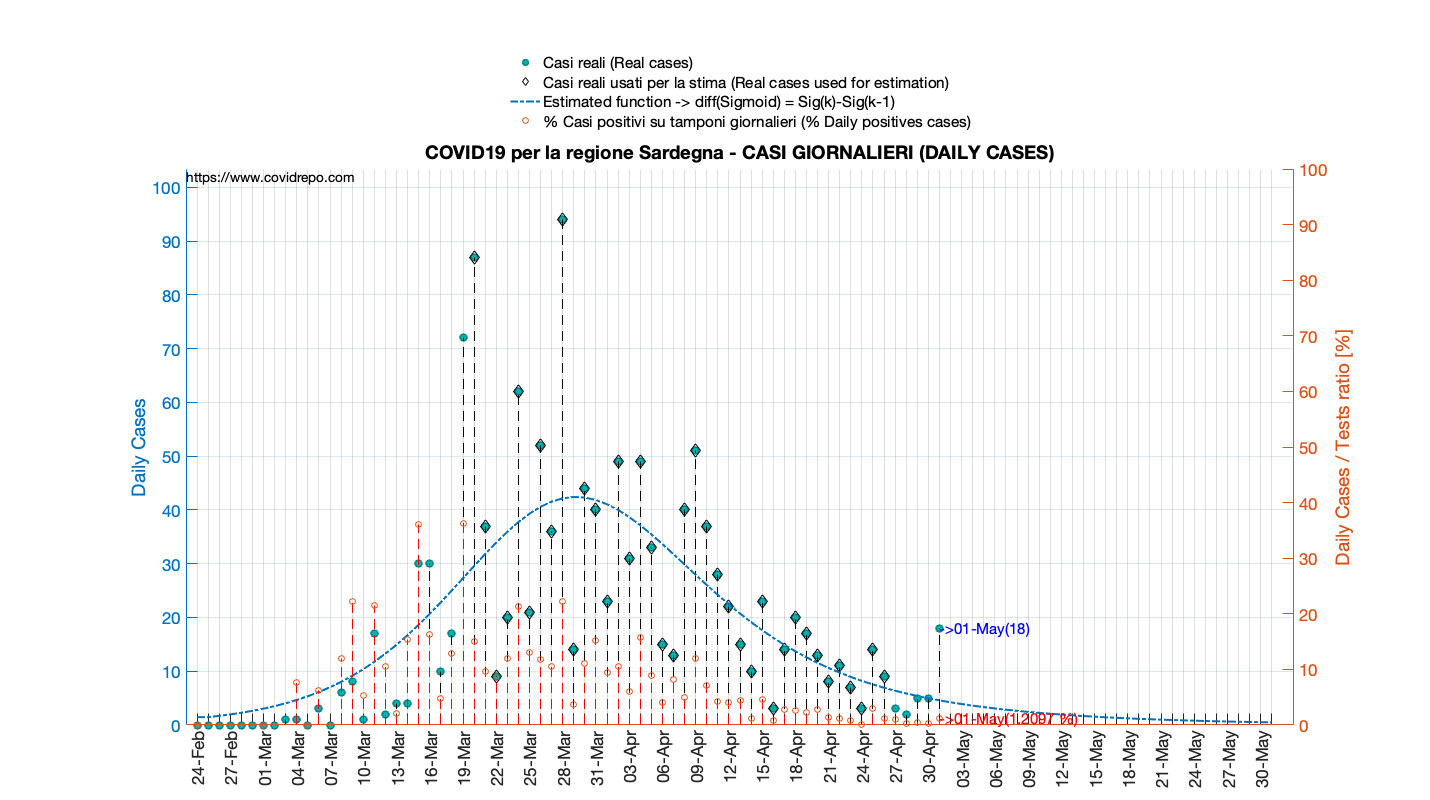 Casi reali (Real cases)
Casi reali usati per la stima (Real cases used for estimation)
Estimated function -> diff(Sigmoid) = Sig(k)-Sig(k-1)
% Casi positivi su tamponi giornalieri (% Daily positives cases)
COVID19 per la regione Sardegna - CASI GIORNALIERI (DAILY CASES)
https://www.covidrepo.com
100
90
80
70
60
50
40
30
20
10
0
Daily Cases
100
90
80
70
60
50
40
30
20
10
0
Daily Cases / Tests ratio [%]
->01-May(18)
->01-May(1.2097 %)
24-Feb
27-Feb
01-Mar
04-Mar
07-Mar
10-Mar
13-Mar
16-Mar
19-Mar
22-Mar
25-Mar
28-Mar
31-Mar
03-Apr
06-Apr
09-Apr
12-Apr
15-Apr
18-Apr
21-Apr
24-Apr
27-Apr
30-Apr
03-May
06-May
09-May
12-May
15-May
18-May
21-May
24-May
27-May
30-May